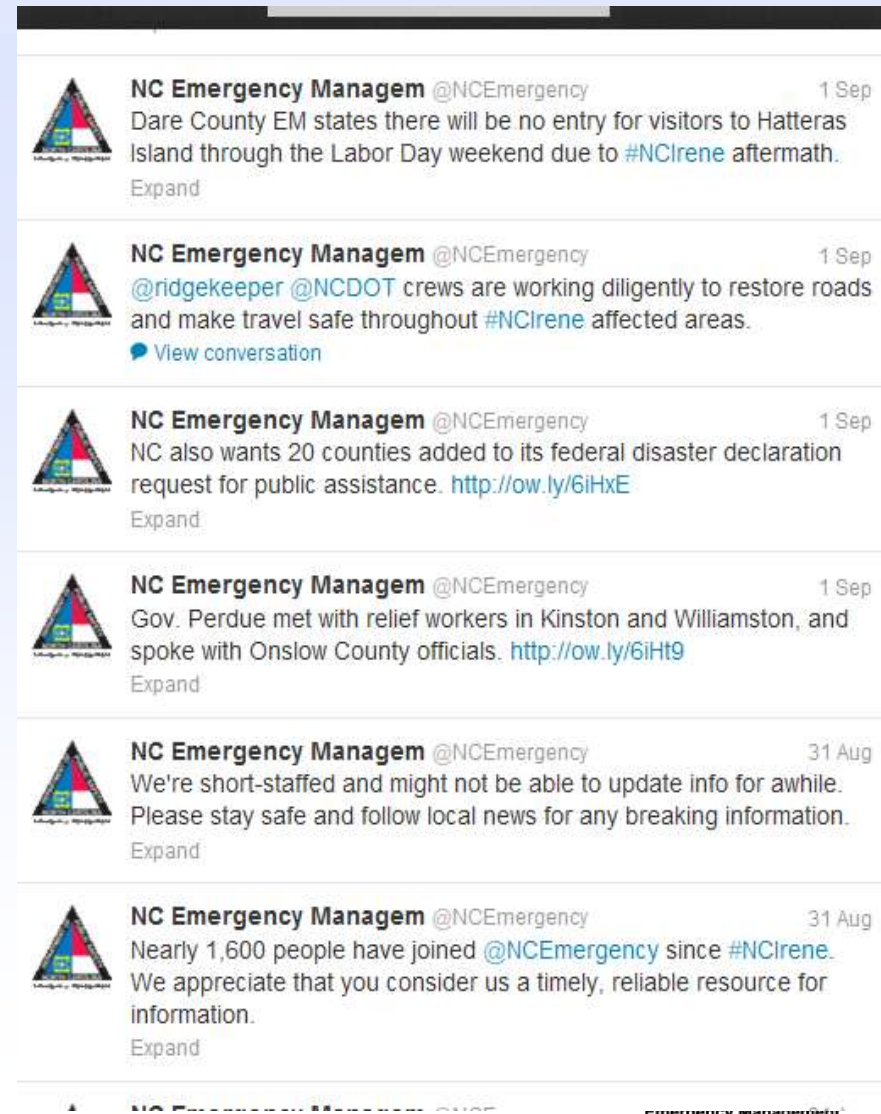 NC Emergency Managem @NCEmergency 1 Sep
Dare County EM states there will be no entry for visitors to Hatteras
Island through the Labor Day weekend due to #NCIrene aftermath.
Expand
NC Emergency Managem @NCEmergency 1 Sep
@ridgekeeper @NCDOT crews are working diligently to restore roads
and make travel safe throughout #NCIrene affected areas.
View conversation
NC Emergency Managem @NCEmergency 1 Sep
NC also wants 20 counties added to its federal disaster declaration
request for public assistance. http://ow.ly/6iHxE
Expand
NC Emergency Managem @NCEmergency 1 Sep
Gov. Perdue met with relief workers in Kinston and Williamston, and
spoke with Onslow County officials. http://ow.ly/6iHt9
Expand
NC Emergency Managem @NCEmergency 31 Aug
We're short-staffed and might not be able to update info for awhile.
Please stay safe and follow local news for any breaking information.
Expand
NC Emergency Managem @NCEmergency 31 Aug
Nearly 1,600 people have joined @NCEmergency since #NCIrene.
We appreciate that you consider us a timely, reliable resource for
information.
Expand